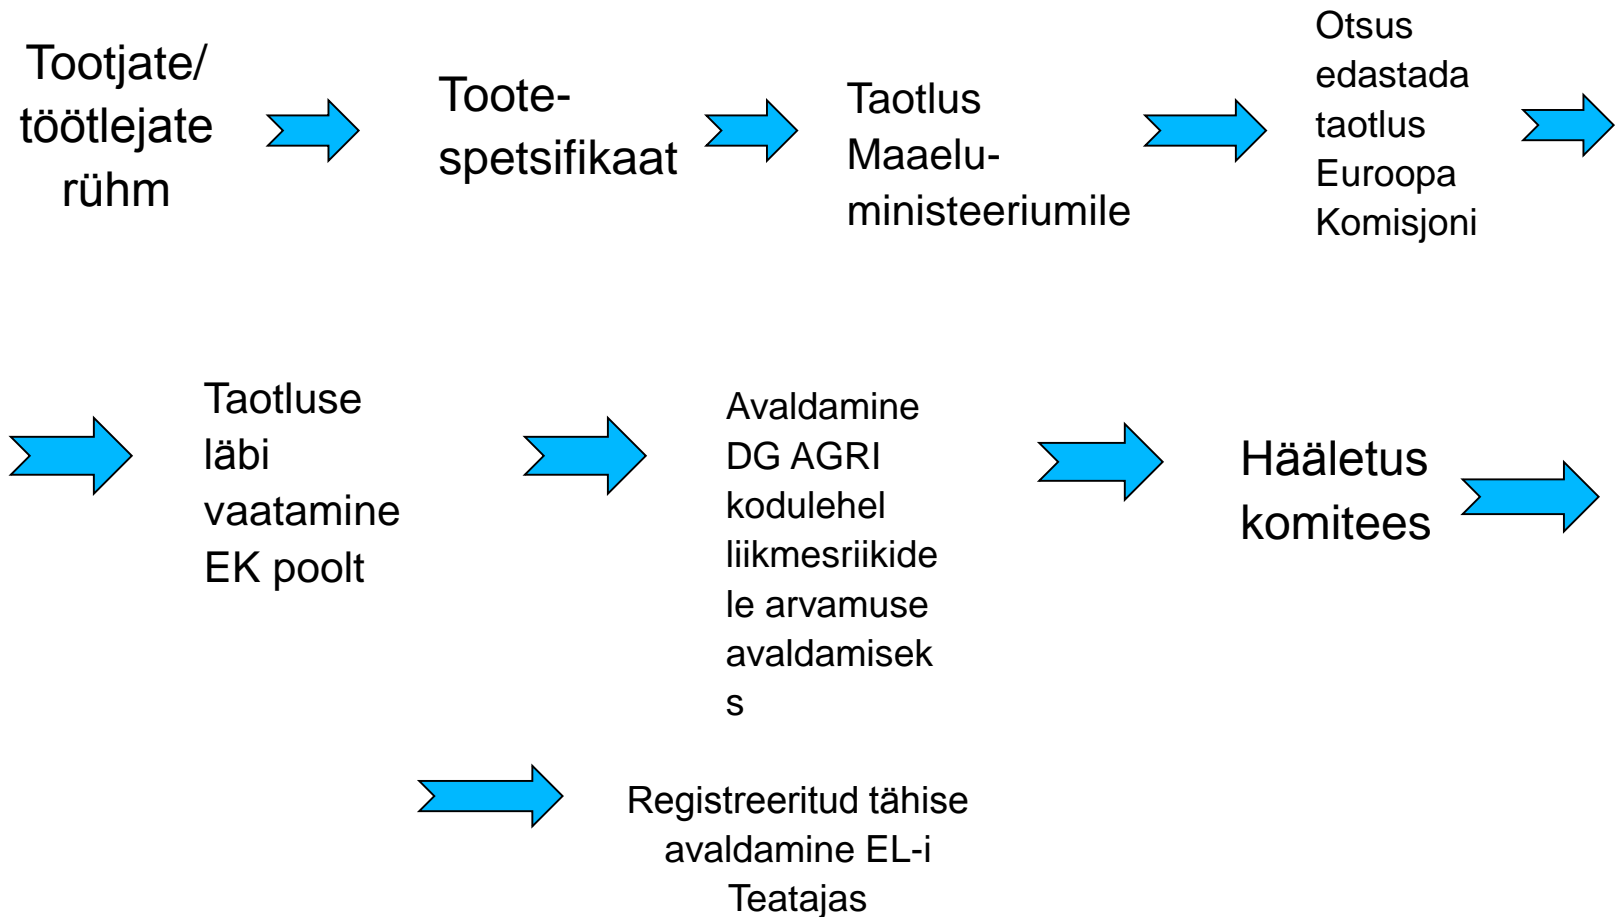 Tootjate/
töötlejate
rühm
Toote-
spetsifikaat
Taotlus
Maaelu-
ministeeriumile
Otsus
edastada
taotlus
Euroopa
Komisjoni
Taotluse
läbi
vaatamine
EK poolt
Avaldamine
DG AGRI
kodulehel
liikmesriikide
le arvamuse
avaldamisek
s
Hääletus
komitees
Registreeritud tähise
avaldamine EL-i
Teatajas